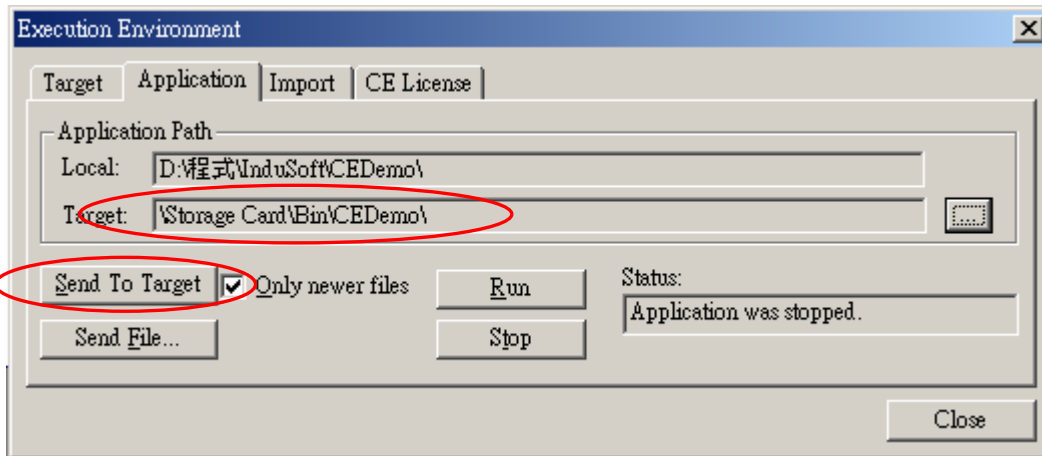 Execution Environment
Target Application Import CE License
Application Path
Local: D:\程式\InduSoft\CEDemo\
Target: \Storage Card\Bin\CEDemo\
...
Send To Target Only newer files Run Status:
Application was stopped.
Send File... Stop
Close